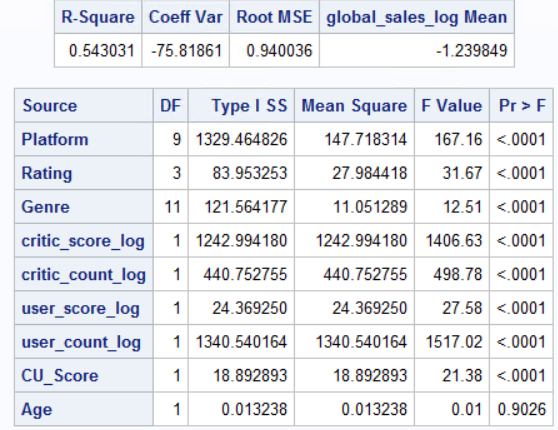 R-Square Coeff Var Root MSE global_sales_log Mean
0.543031 -75.81861 0.940036 -1.239849
Source DF Type I SS Mean Square F Value Pr > F
Platform 9 1329.464826 147.718314 167.16 <.0001
Rating 3 83.953253 27.984418 31.67 <.0001
Genre 11 121.564177 11.051289 12.51 <.0001
critic_score_log 1 1242.994180 1242.994180 1406.63 <.0001
critic_count_log 1 440.752755 440.752755 498.78 <.0001
user_score_log 1 24.369250 24.369250 27.58 <.0001
user_count_log 1 1340.540164 1340.540164 1517.02 <.0001
CU_Score 1 18.892893 18.892893 21.38 <.0001
Age 1 0.013238 0.013238 0.01 0.9026